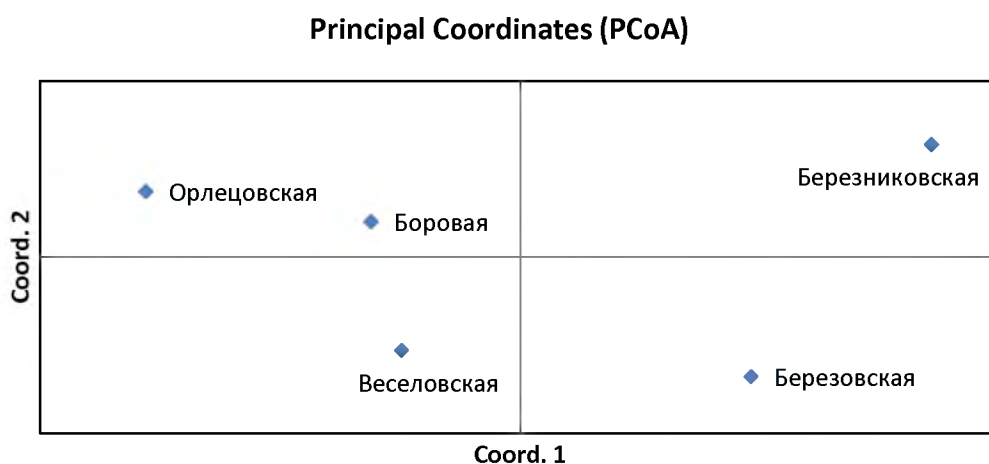 Principal Coordinates (PCoA)
Березниковская
Орлецовская
Боровая
Coord. 2
Веселовская
Березовская
Coord. 1